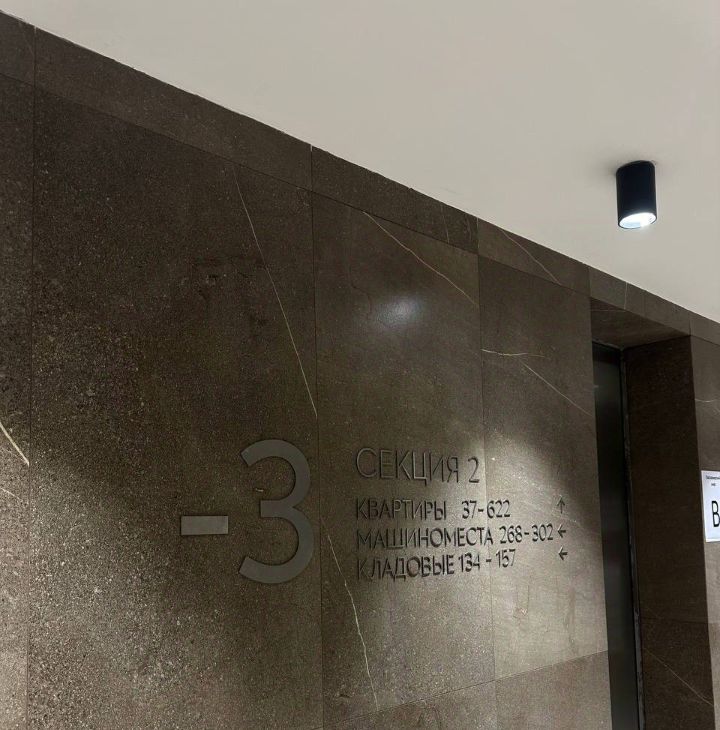 -3
СЕКЦИЯ 2
КВАРТИРЫ 37-622 ↑
МАШИНОМЕСТА 268-302 ←
КЛАДОВЫЕ 134-157 ←
В